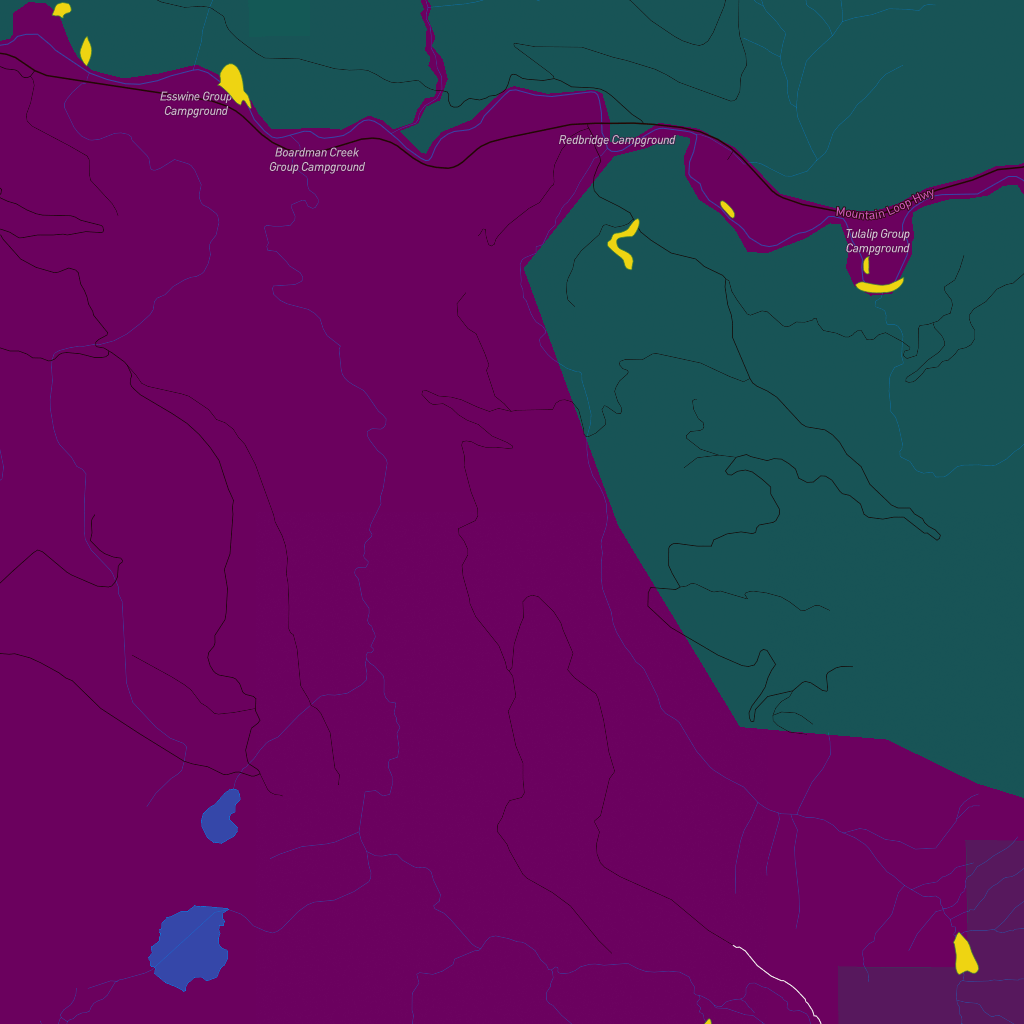 Esswine Group
Campground
Boardman Creek
Group Campground
Redbridge Campground
Mountain Loop Hwy
Tulalip Group
Campground